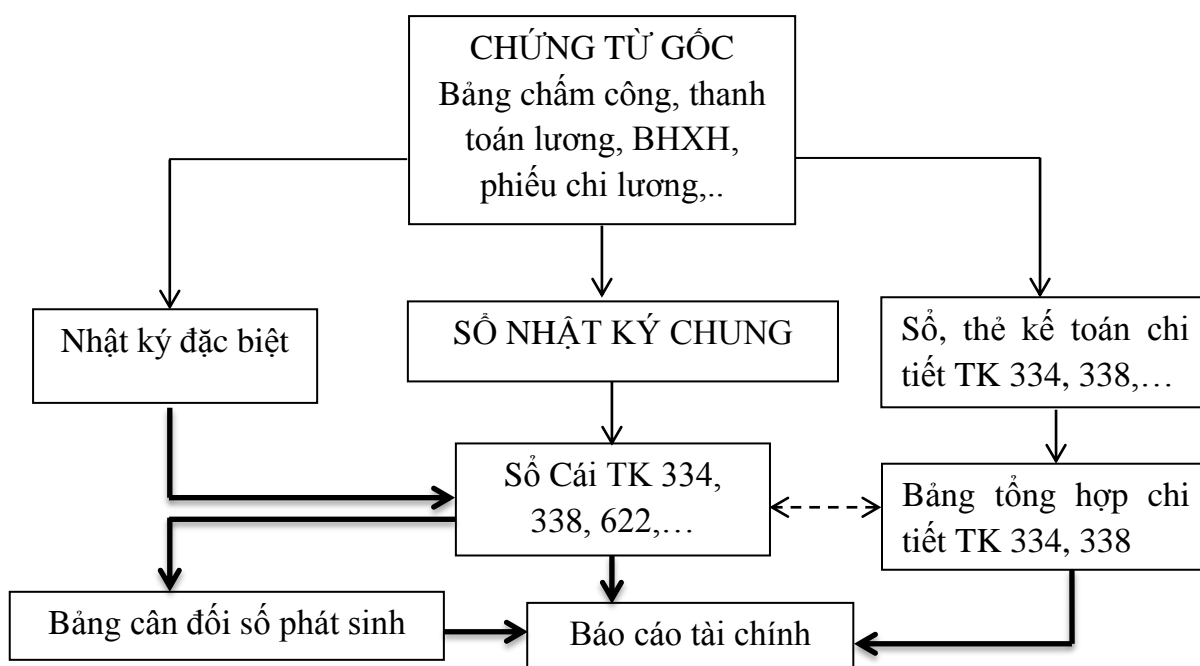 CHỨNG TỪ GỐC
Bảng chấm công, thanh
toán lương, BHXH,
phiếu chi lương,..
Nhật ký đặc biệt
SỔ NHẬT KÝ CHUNG
Sổ, thẻ kế toán chi
tiết TK 334, 338,…
Sổ Cái TK 334,
338, 622,…
Bảng tổng hợp chi
tiết TK 334, 338
Bảng cân đối số phát sinh
Báo cáo tài chính